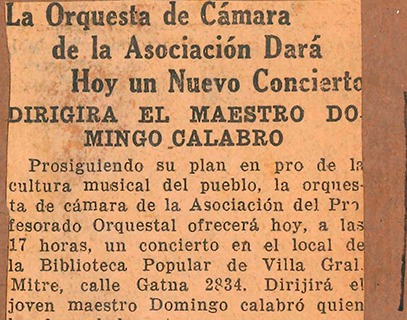 La Orquesta de Cámara
de la Asociación Dará
Hoy un Nuevo Concierto
DIRIGIRA EL MAESTRO DO-
MINGO CALABRO
Prosiguiendo su plan en pro de la
cultura musical del pueblo, la orques-
ta de cámara de la Asociación del Pro
fesorado Orquestal ofrecerá hoy, a las
17 horas, un concierto en el local de
la Biblioteca Popular de Villa Gral.
Mitre, calle Gatna 2834. Dirijirá el
joven maestro Domingo calabró quien